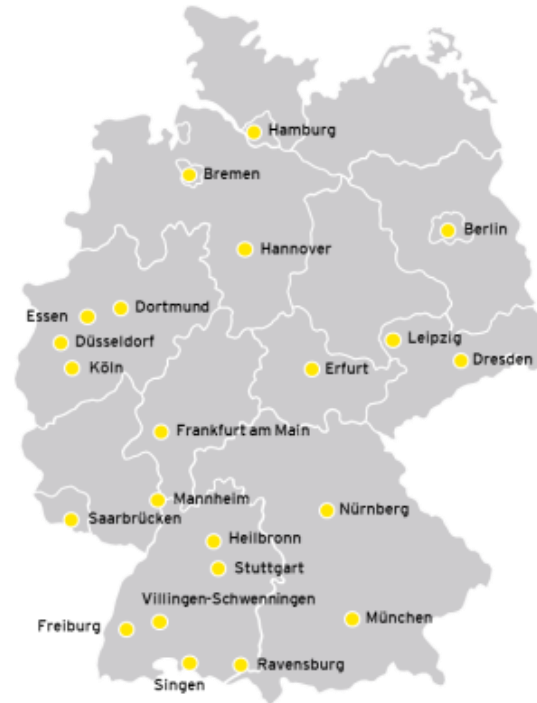 Hamburg
Bremen
Berlin
Hannover
Dortmund
Essen
Düsseldorf
Leipzig
Dresden
Köln
Erfurt
Frankfurt am Main
Mannheim
Nürnberg
Saarbrücken
Heilbronn
Stuttgart
Villingen-Schwenningen
München
Freiburg
Ravensburg
Singen